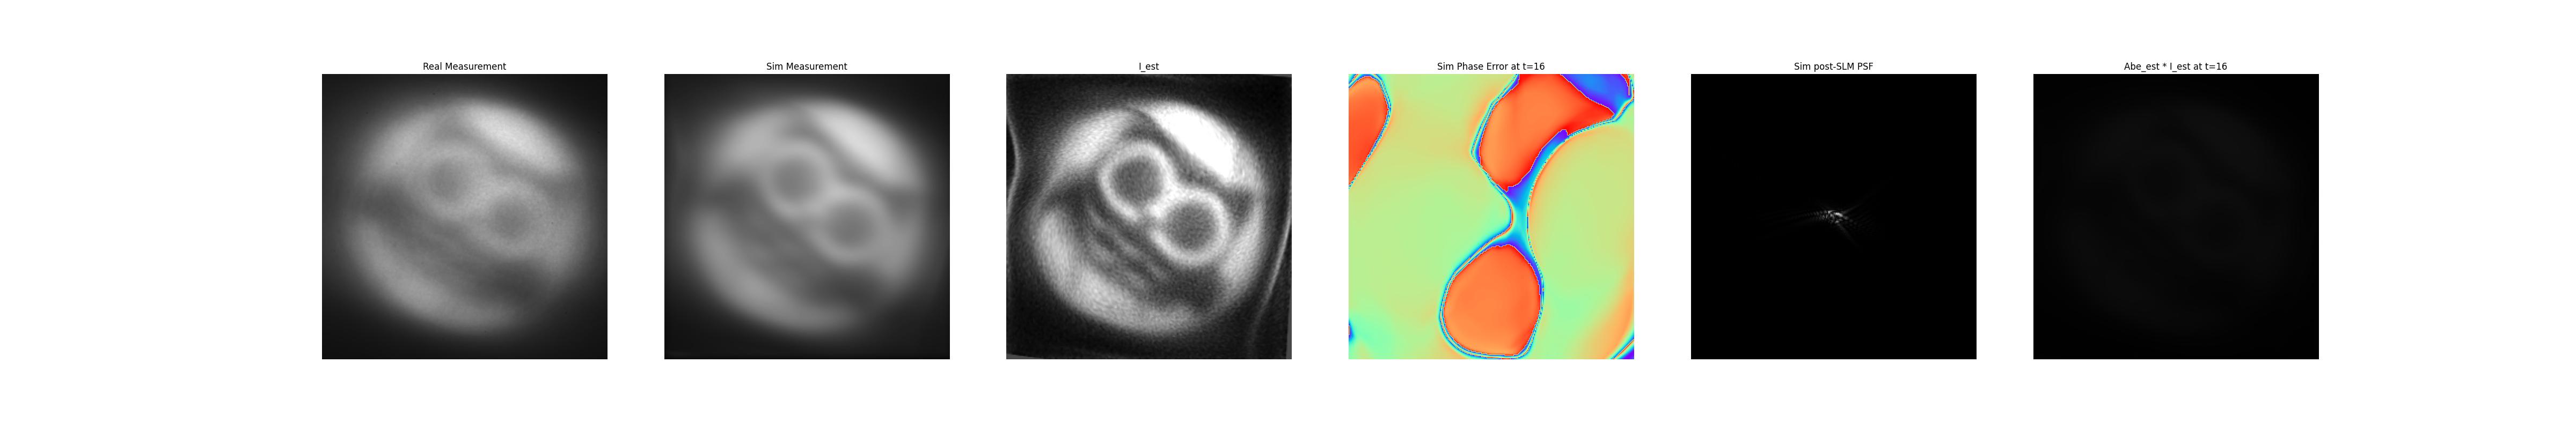 Real Measurement
Sim Measurement
I_est
Sim Phase Error at t=16
Sim post-SLM PSF
Abe_est * I_est at t=16